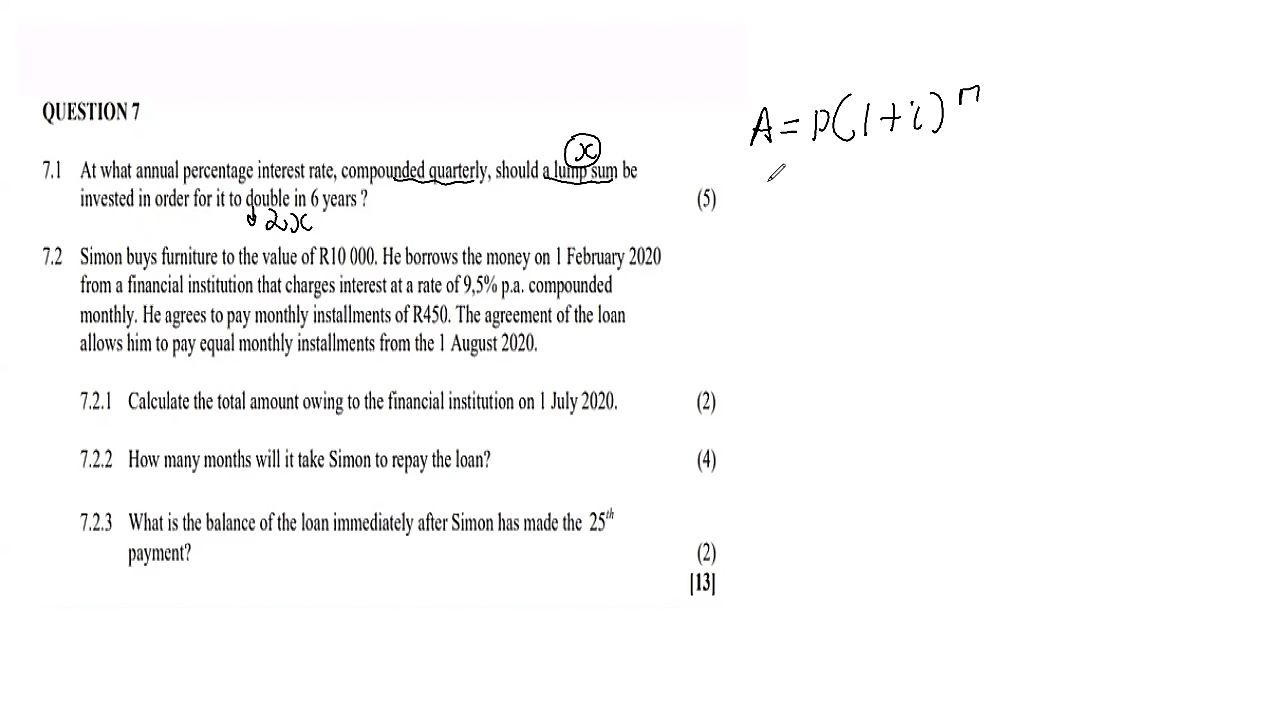 QUESTION 7
A = P(1+i)^n
x
7.1 At what annual percentage interest rate, compounded quarterly, should a lump sum be
invested in order for it to double in 6 years ? (5)
2x
7.2 Simon buys furniture to the value of R10 000. He borrows the money on 1 February 2020
from a financial institution that charges interest at a rate of 9,5% p.a. compounded
monthly. He agrees to pay monthly installments of R450. The agreement of the loan
allows him to pay equal monthly installments from the 1 August 2020.
7.2.1 Calculate the total amount owing to the financial institution on 1 July 2020. (2)
7.2.2 How many months will it take Simon to repay the loan? (4)
7.2.3 What is the balance of the loan immediately after Simon has made the 25th
payment? (2)
[13]